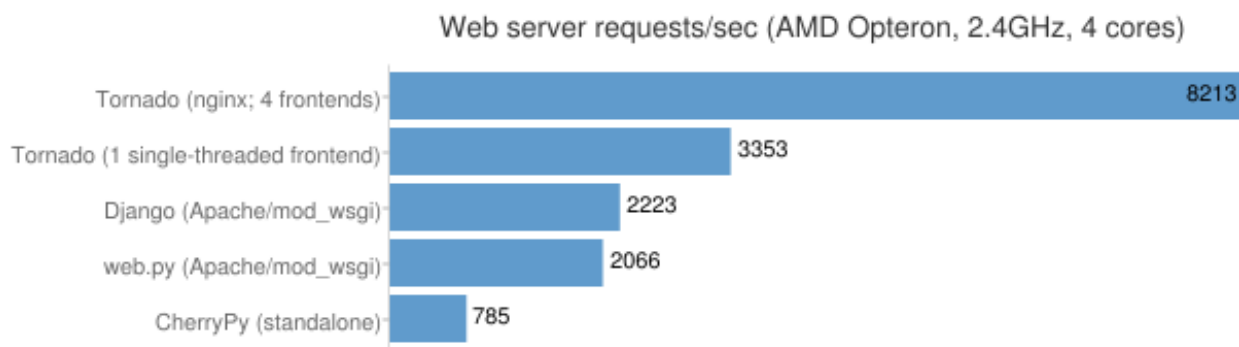 Web server requests/sec (AMD Opteron, 2.4GHz, 4 cores)
Tornado (nginx; 4 frontends) 8213
Tornado (1 single-threaded frontend) 3353
Django (Apache/mod_wsgi) 2223
web.py (Apache/mod_wsgi) 2066
CherryPy (standalone) 785